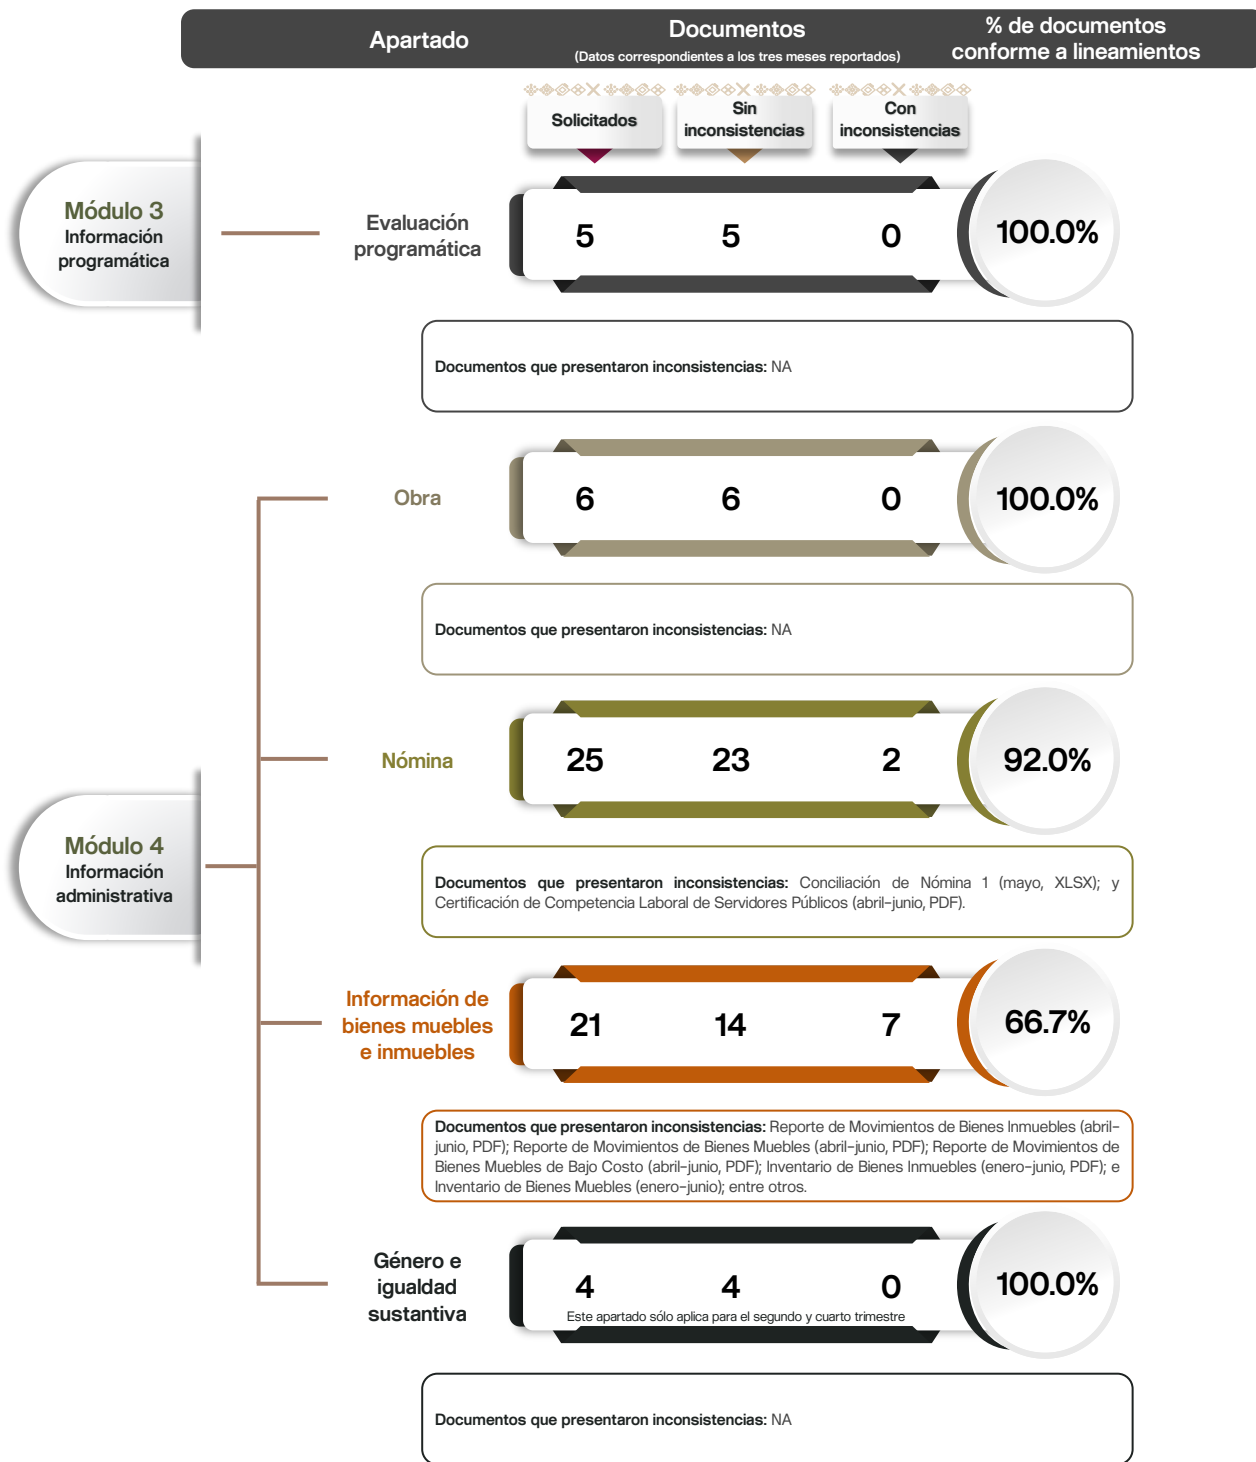 Apartado
Documentos
(Datos correspondientes a los tres meses reportados)
% de documentos
conforme a lineamientos
Solicitados
Sin
inconsistencias
Con
inconsistencias
Módulo 3
Información
programática
Evaluación
programática
5 5 0 100.0%
Documentos que presentaron inconsistencias: NA
Obra
6 6 0 100.0%
Documentos que presentaron inconsistencias: NA
Nómina
25 23 2 92.0%
Módulo 4
Información
administrativa
Documentos que presentaron inconsistencias: Conciliación de Nómina 1 (mayo, XLSX); y
Certificación de Competencia Laboral de Servidores Públicos (abril-junio, PDF).
Información de
bienes muebles
e inmuebles
21 14 7 66.7%
Documentos que presentaron inconsistencias: Reporte de Movimientos de Bienes Inmuebles (abril-
junio, PDF); Reporte de Movimientos de Bienes Muebles (abril-junio, PDF); Reporte de Movimientos de
Bienes Muebles de Bajo Costo (abril-junio, PDF); Inventario de Bienes Inmuebles (enero-junio, PDF); e
Inventario de Bienes Muebles (enero-junio); entre otros.
Género e
igualdad
sustantiva
4 4 0 100.0%
Este apartado sólo aplica para el segundo y cuarto trimestre
Documentos que presentaron inconsistencias: NA